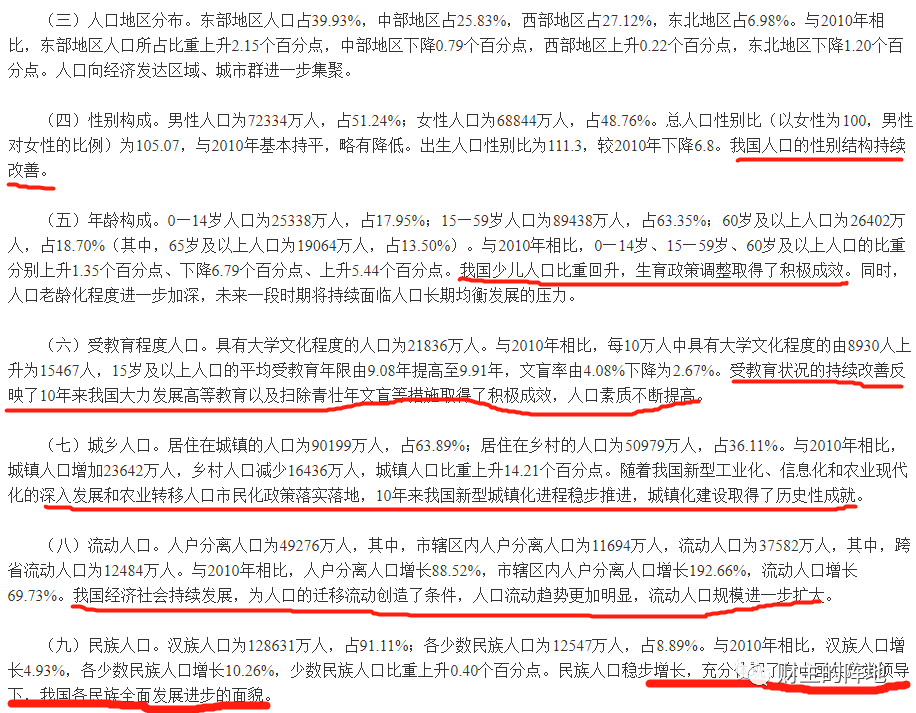 （三）人口地区分布。东部地区人口占39.93%，中部地区占25.83%，西部地区占27.12%，东北地区占6.98%。与2010年相
比，东部地区人口所占比重上升2.15个百分点，中部地区下降0.79个百分点，西部地区上升0.22个百分点，东北地区下降1.20个百
分点。人口向经济发达区域、城市群进一步集聚。
（四）性别构成。男性人口为72334万人，占51.24%；女性人口为68844万人，占48.76%。总人口性别比（以女性为100，男性
对女性的比例）为105.07，与2010年基本持平，略有降低。出生人口性别比为111.3，较2010年下降6.8。我国人口的性别结构持续
改善。
（五）年龄构成。0—14岁人口为25338万人，占17.95%；15—59岁人口为89438万人，占63.35%；60岁及以上人口为26402万
人，占18.70%（其中，65岁及以上人口为19064万人，占13.50%）。与2010年相比，0—14岁、15—59岁、60岁及以上人口的比重
分别上升1.35个百分点、下降6.79个百分点、上升5.44个百分点。我国少儿人口比重回升，生育政策调整取得了积极成效。同时，
人口老龄化程度进一步加深，未来一段时期将持续面临人口长期均衡发展的压力。
（六）受教育程度人口。具有大学文化程度的人口为21836万人。与2010年相比，每10万人中具有大学文化程度的由8930人上
升为15467人，15岁及以上人口的平均受教育年限由9.08年提高至9.91年，文盲率由4.08%下降为2.67%。受教育状况的持续改善反
映了10年来我国大力发展高等教育以及扫除青壮年文盲等措施取得了积极成效，人口素质不断提高。
（七）城乡人口。居住在城镇的人口为90199万人，占63.89%；居住在乡村的人口为50979万人，占36.11%。与2010年相比，
城镇人口增加23642万人，乡村人口减少16436万人，城镇人口比重上升14.21个百分点。随着我国新型工业化、信息化和农业现代
化的深入发展和农业转移人口市民化政策落实落地，10年来我国新型城镇化进程稳步推进，城镇化建设取得了历史性成就。
（八）流动人口。人户分离人口为49276万人，其中，市辖区内人户分离人口为11694万人，流动人口为37582万人，其中，跨
省流动人口为12484万人。与2010年相比，人户分离人口增长88.52%，市辖区内人户分离人口增长192.66%，流动人口增长
69.73%。我国经济社会持续发展，为人口的迁移流动创造了条件，人口流动趋势更加明显，流动人口规模进一步扩大。
（九）民族人口。汉族人口为128631万人，占91.11%；各少数民族人口为12547万人，占8.89%。与2010年相比，汉族人口增
长4.93%，各少数民族人口增长10.26%，少数民族人口比重上升0.40个百分点。民族人口稳步增长，充分 领导
财主的阵地
下，我国各民族全面发展进步的面貌。